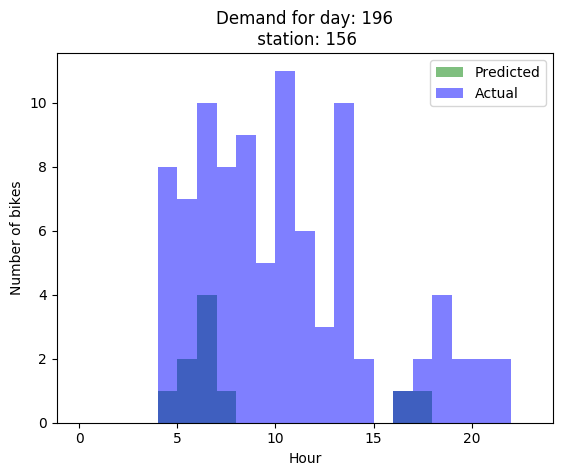 Demand for day: 196
station: 156
Predicted
Actual
Number of bikes
10
8
6
4
2
0
0 5 10 15 20
Hour